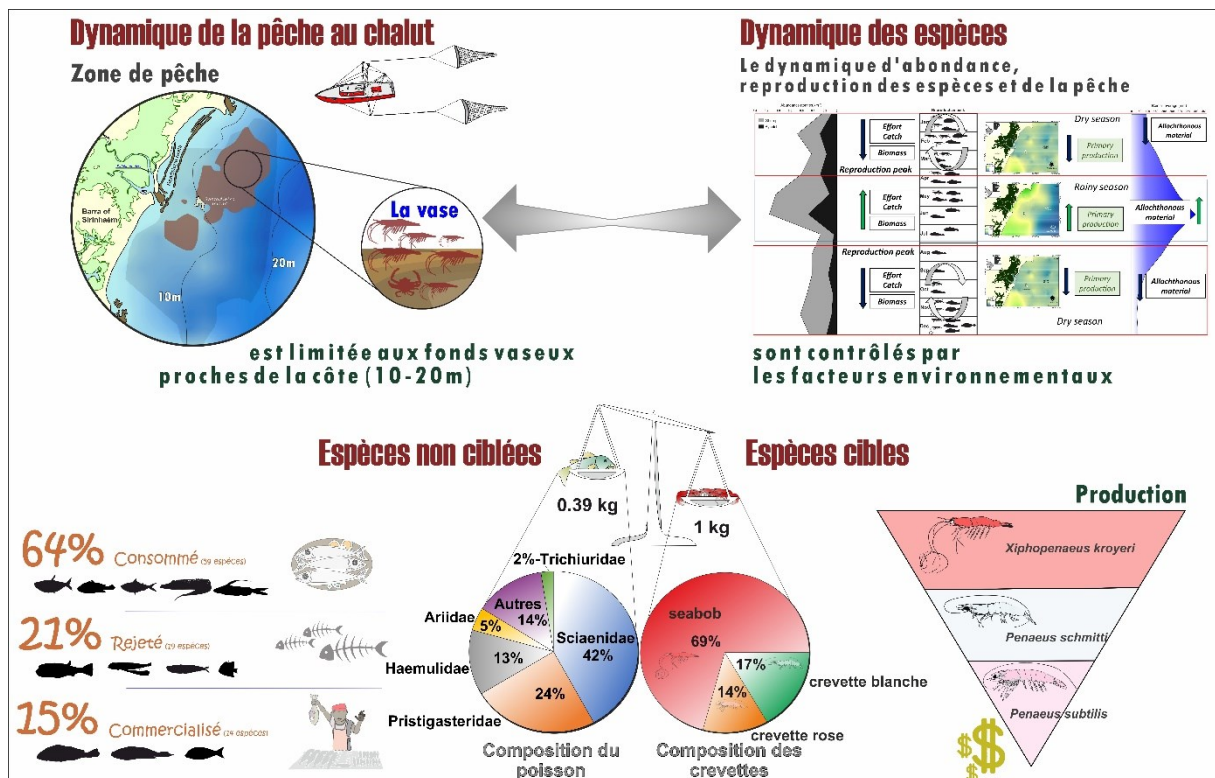 Dynamique de la pêche au chalut
Zone de pêche
Barra of
Sirinhaém
10m
20m
La vase
est limitée aux fonds vaseux
proches de la côte (10-20m)
Dynamique des espèces
Le dynamique d'abondance,
reproduction des espèces et de la pêche
Effort
Catch
Biomass
Reproduction peak
Dry season
Primary
production
Allochthonous
material
Apr
Effort
Catch
Biomass
Rainy season
Primary
production
Allochthonous
material
Reproduction peak
Aug
Effort
Catch
Biomass
Primary
production
Allochthonous
material
Dry season
sont contrôlés par
les facteurs environnementaux
Espèces non ciblées
Espèces cibles
0.39 kg
1 kg
64% Consommé (39 espèces)
21% Rejeté (19 espèces)
15% Commercialisé (14 espèces)
2%-Trichiuridae
Autres
14%
Ariidae
5%
Sciaenidae
42%
Haemulidae
13%
24%
Pristigasteridae
Composition du
poisson
seabob
69%
17%
crevette blanche
14%
crevette rose
Composition des
crevettes
Production
Xiphopenaeus kroyeri
Penaeus schmitti
Penaeus subtilis
$$$